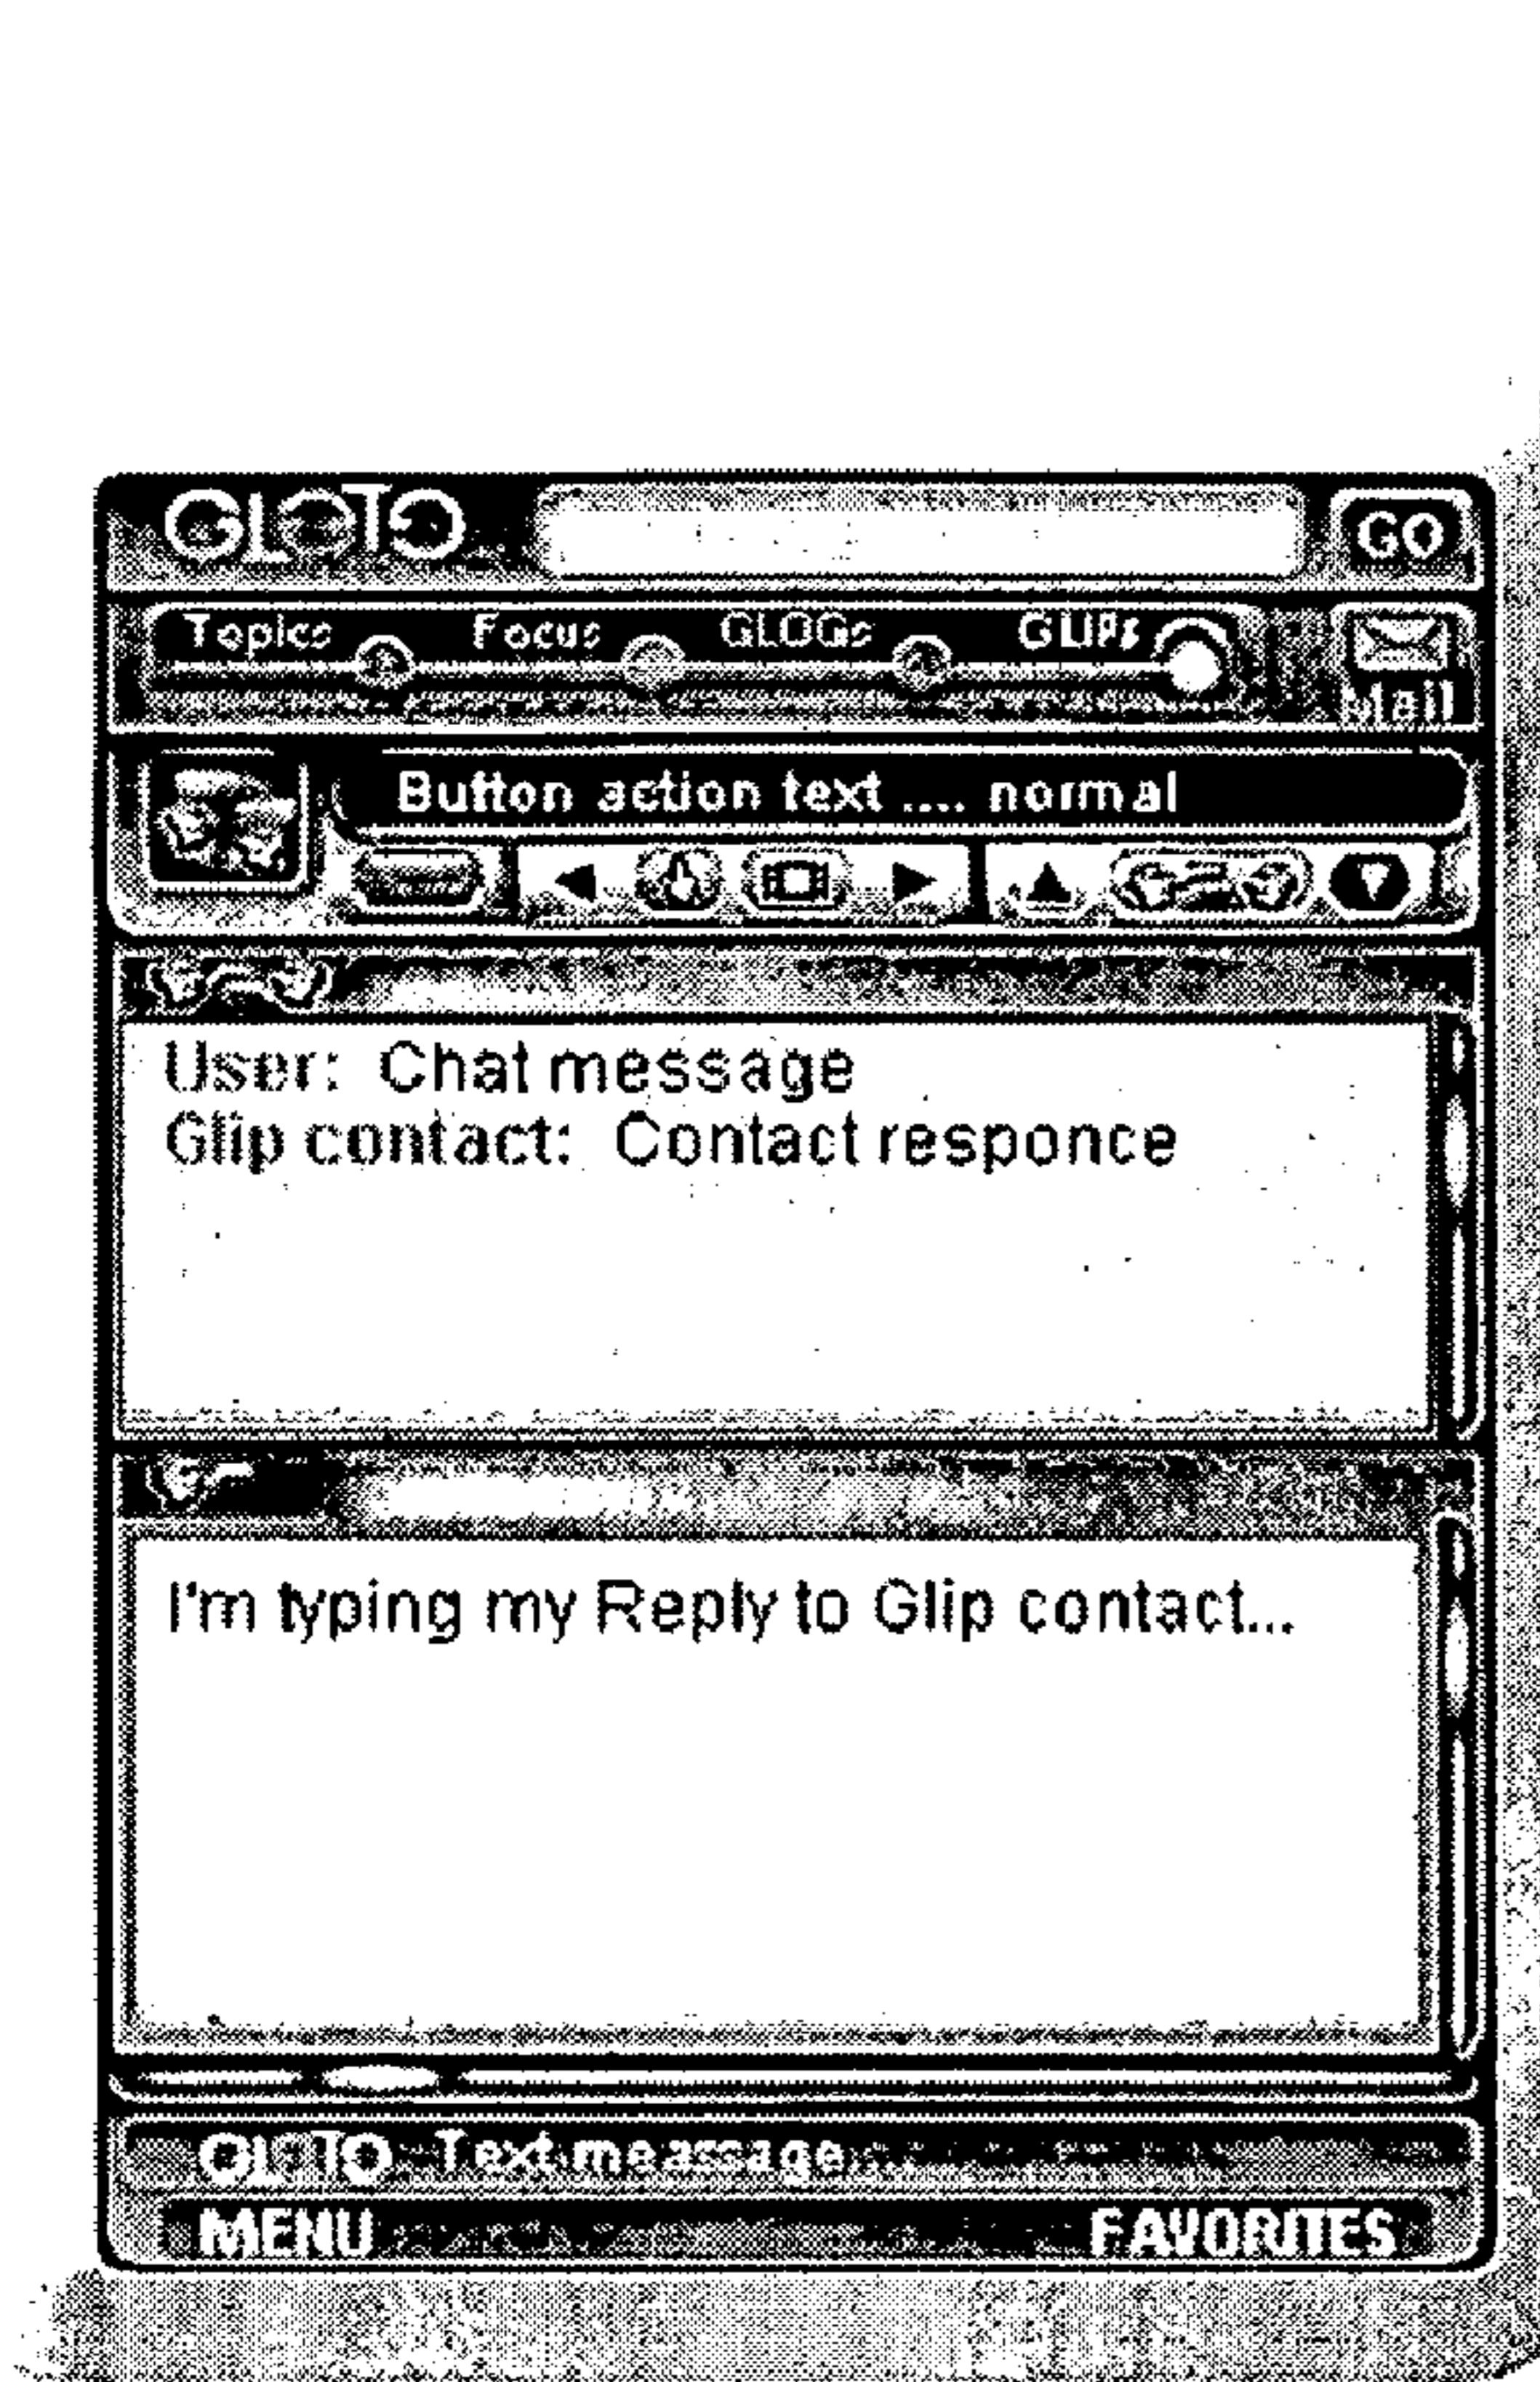 GLOTO GO
Topics Focus GLOGs GLIPs
Mail
Button action text .... normal
User: Chat message
Glip contact: Contact responce
I'm typing my Reply to Glip contact...
GLOTO Text meassage
MENU FAVORITES